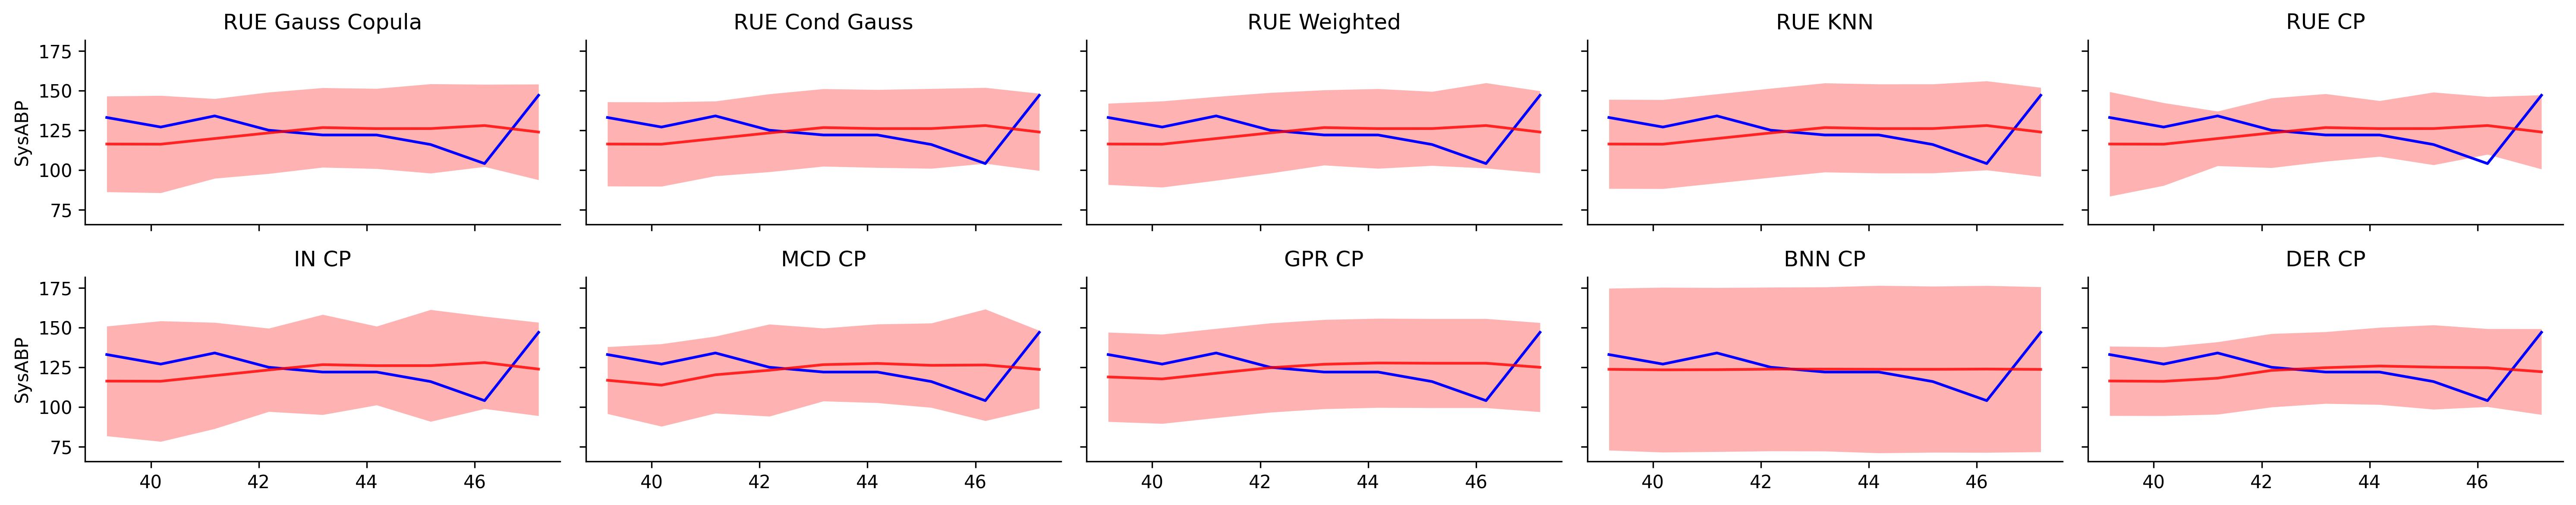 RUE Gauss Copula
RUE Cond Gauss
RUE Weighted
RUE KNN
RUE CP
SysABP
175
150
125
100
75
IN CP
MCD CP
GPR CP
BNN CP
DER CP
SysABP
175
150
125
100
75
40 42 44 46
40 42 44 46
40 42 44 46
40 42 44 46
40 42 44 46